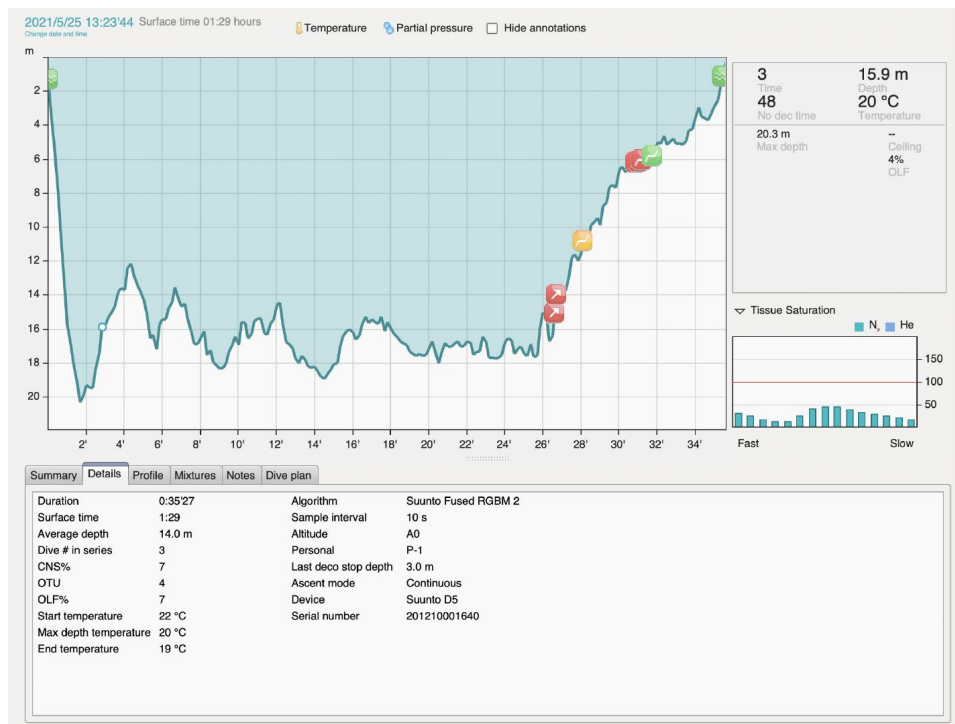 2021/5/25 13:23'44 Surface time 01:29 hours
Change date and time
Temperature Partial pressure Hide annotations
m
2
4
6
8
10
12
14
16
18
20
2' 4' 6' 8' 10' 12' 14' 16' 18' 20' 22' 24' 26' 28' 30' 32' 34'
3 15.9 m
Time Depth
48 20 °C
No dec time Temperature
20.3 m --
Max depth Ceiling
4%
OLF
Tissue Saturation
N₂ He
150
100
50
Fast Slow
Summary Details Profile Mixtures Notes Dive plan
Duration 0:35'27 Algorithm Suunto Fused RGBM 2
Surface time 1:29 Sample interval 10 s
Average depth 14.0 m Altitude A0
Dive # in series 3 Personal P-1
CNS% 7 Last deco stop depth 3.0 m
OTU 4 Ascent mode Continuous
OLF% 7 Device Suunto D5
Start temperature 22 °C Serial number 201210001640
Max depth temperature 20 °C
End temperature 19 °C